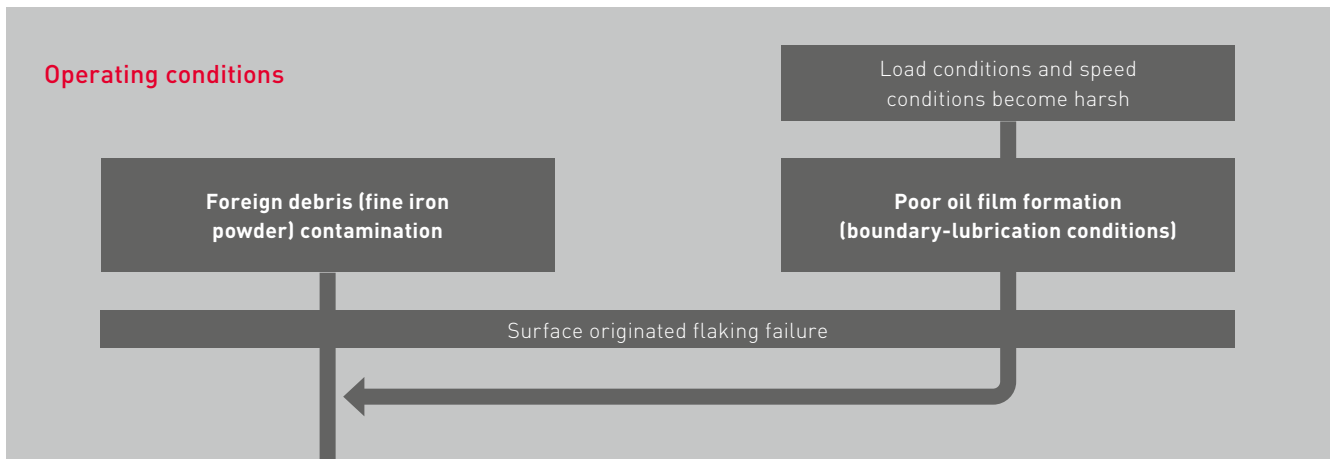 Operating conditions
Load conditions and speed
conditions become harsh
Foreign debris (fine iron
powder) contamination
Poor oil film formation
(boundary-lubrication conditions)
Surface originated flaking failure